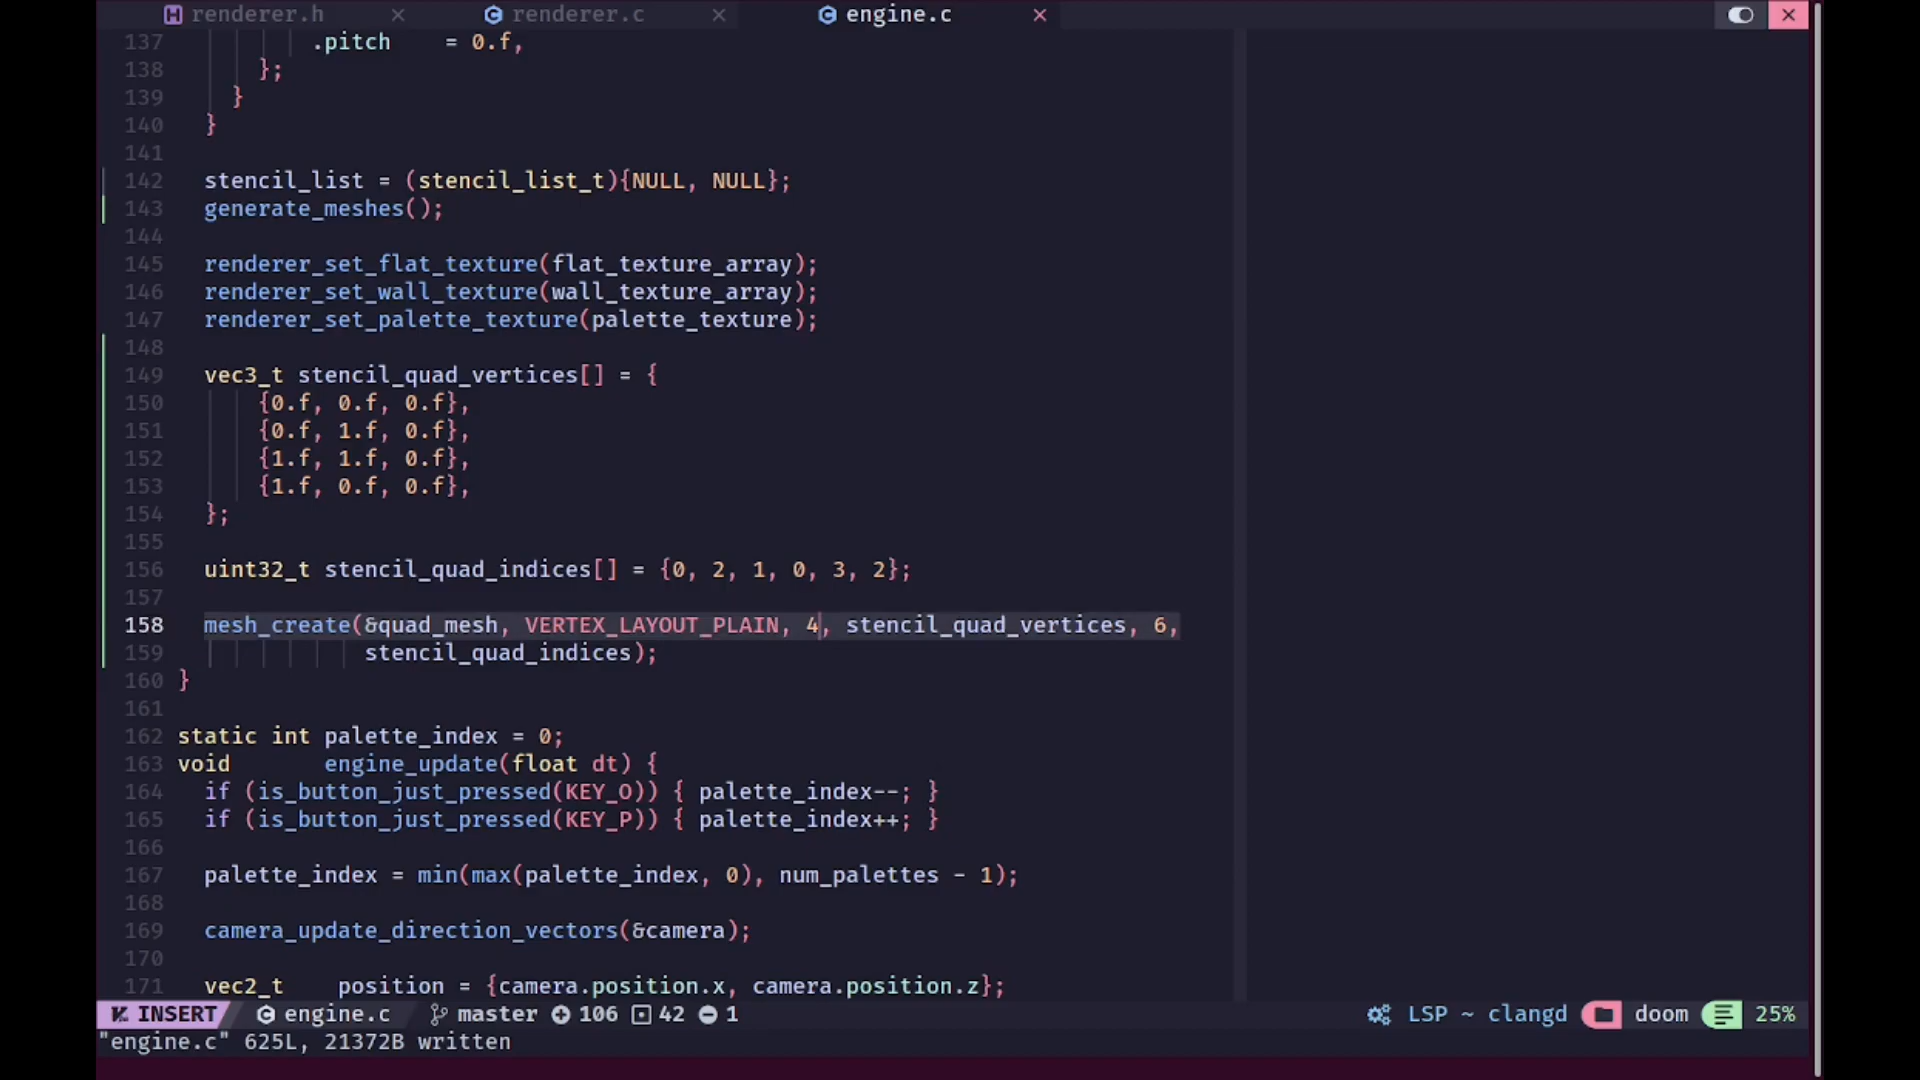 renderer.h
renderer.c
engine.c
137 .pitch = 0.f,
138 };
139 }
140 }
141
142 stencil_list = (stencil_list_t){NULL, NULL};
143 generate_meshes();
144
145 renderer_set_flat_texture(flat_texture_array);
146 renderer_set_wall_texture(wall_texture_array);
147 renderer_set_palette_texture(palette_texture);
148
149 vec3_t stencil_quad_vertices[] = {
150 {0.f, 0.f, 0.f},
151 {0.f, 1.f, 0.f},
152 {1.f, 1.f, 0.f},
153 {1.f, 0.f, 0.f},
154 };
155
156 uint32_t stencil_quad_indices[] = {0, 2, 1, 0, 3, 2};
157
158 mesh_create(&quad_mesh, VERTEX_LAYOUT_PLAIN, 4, stencil_quad_vertices, 6,
159 stencil_quad_indices);
160 }
161
162 static int palette_index = 0;
163 void engine_update(float dt) {
164 if (is_button_just_pressed(KEY_O)) { palette_index--; }
165 if (is_button_just_pressed(KEY_P)) { palette_index++; }
166
167 palette_index = min(max(palette_index, 0), num_palettes - 1);
168
169 camera_update_direction_vectors(&camera);
170
171 vec2_t position = {camera.position.x, camera.position.z};
INSERT engine.c master 106 42 1 LSP ~ clangd doom 25%
"engine.c" 625L, 21372B written